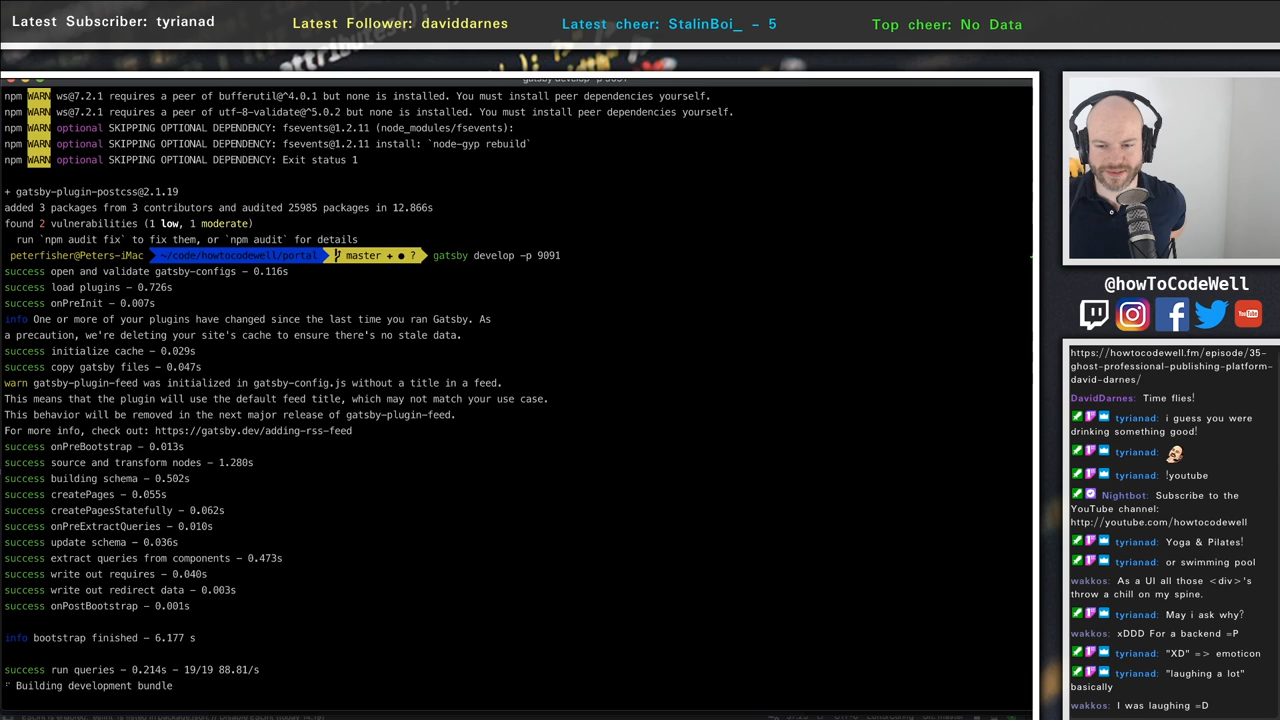 Latest Subscriber: tyrianad
Latest Follower: daviddarnes
Latest cheer: StalinBoi_ - 5
Top cheer: No Data
npm WARN ws@7.2.1 requires a peer of bufferutil@^4.0.1 but none is installed. You must install peer dependencies yourself.
npm WARN ws@7.2.1 requires a peer of utf-8-validate@^5.0.2 but none is installed. You must install peer dependencies yourself.
npm WARN optional SKIPPING OPTIONAL DEPENDENCY: fsevents@1.2.11 (node_modules/fsevents):
npm WARN optional SKIPPING OPTIONAL DEPENDENCY: fsevents@1.2.11 install: `node-gyp rebuild`
npm WARN optional SKIPPING OPTIONAL DEPENDENCY: Exit status 1
+ gatsby-plugin-postcss@2.1.19
added 3 packages from 3 contributors and audited 25985 packages in 12.866s
found 2 vulnerabilities (1 low, 1 moderate)
run `npm audit fix` to fix them, or `npm audit` for details
peterfisher@Peters-iMac ~/code/howtocodewell/portal master + ● ? gatsby develop -p 9091
success open and validate gatsby-configs - 0.116s
success load plugins - 0.726s
success onPreInit - 0.007s
info One or more of your plugins have changed since the last time you ran Gatsby. As
a precaution, we're deleting your site's cache to ensure there's no stale data.
success initialize cache - 0.029s
success copy gatsby files - 0.047s
warn gatsby-plugin-feed was initialized in gatsby-config.js without a title in a feed.
This means that the plugin will use the default feed title, which may not match your use case.
This behavior will be removed in the next major release of gatsby-plugin-feed.
For more info, check out: https://gatsby.dev/adding-rss-feed
success onPreBootstrap - 0.013s
success source and transform nodes - 1.280s
success building schema - 0.502s
success createPages - 0.055s
success createPagesStatefully - 0.062s
success onPreExtractQueries - 0.010s
success update schema - 0.036s
success extract queries from components - 0.473s
success write out requires - 0.040s
success write out redirect data - 0.003s
success onPostBootstrap - 0.001s
info bootstrap finished - 6.177 s
success run queries - 0.214s - 19/19 88.81/s
Building development bundle
@howToCodeWell
You Tube
https://howtocodewell.fm/episode/35-
ghost-professional-publishing-platform-
david-darnes/
DavidDarnes: Time flies!
tyrianad: i guess you were
drinking something good!
tyrianad:
tyrianad: !youtube
Nightbot: Subscribe to the
YouTube channel:
http://youtube.com/howtocodewell
tyrianad: Yoga & Pilates!
tyrianad: or swimming pool
wakkos: As a UI all those <div>'s
throw a chill on my spine.
tyrianad: May i ask why?
wakkos: xDDD For a backend =P
tyrianad: "XD" => emoticon
tyrianad: "laughing a lot"
basically
wakkos: I was laughing =D